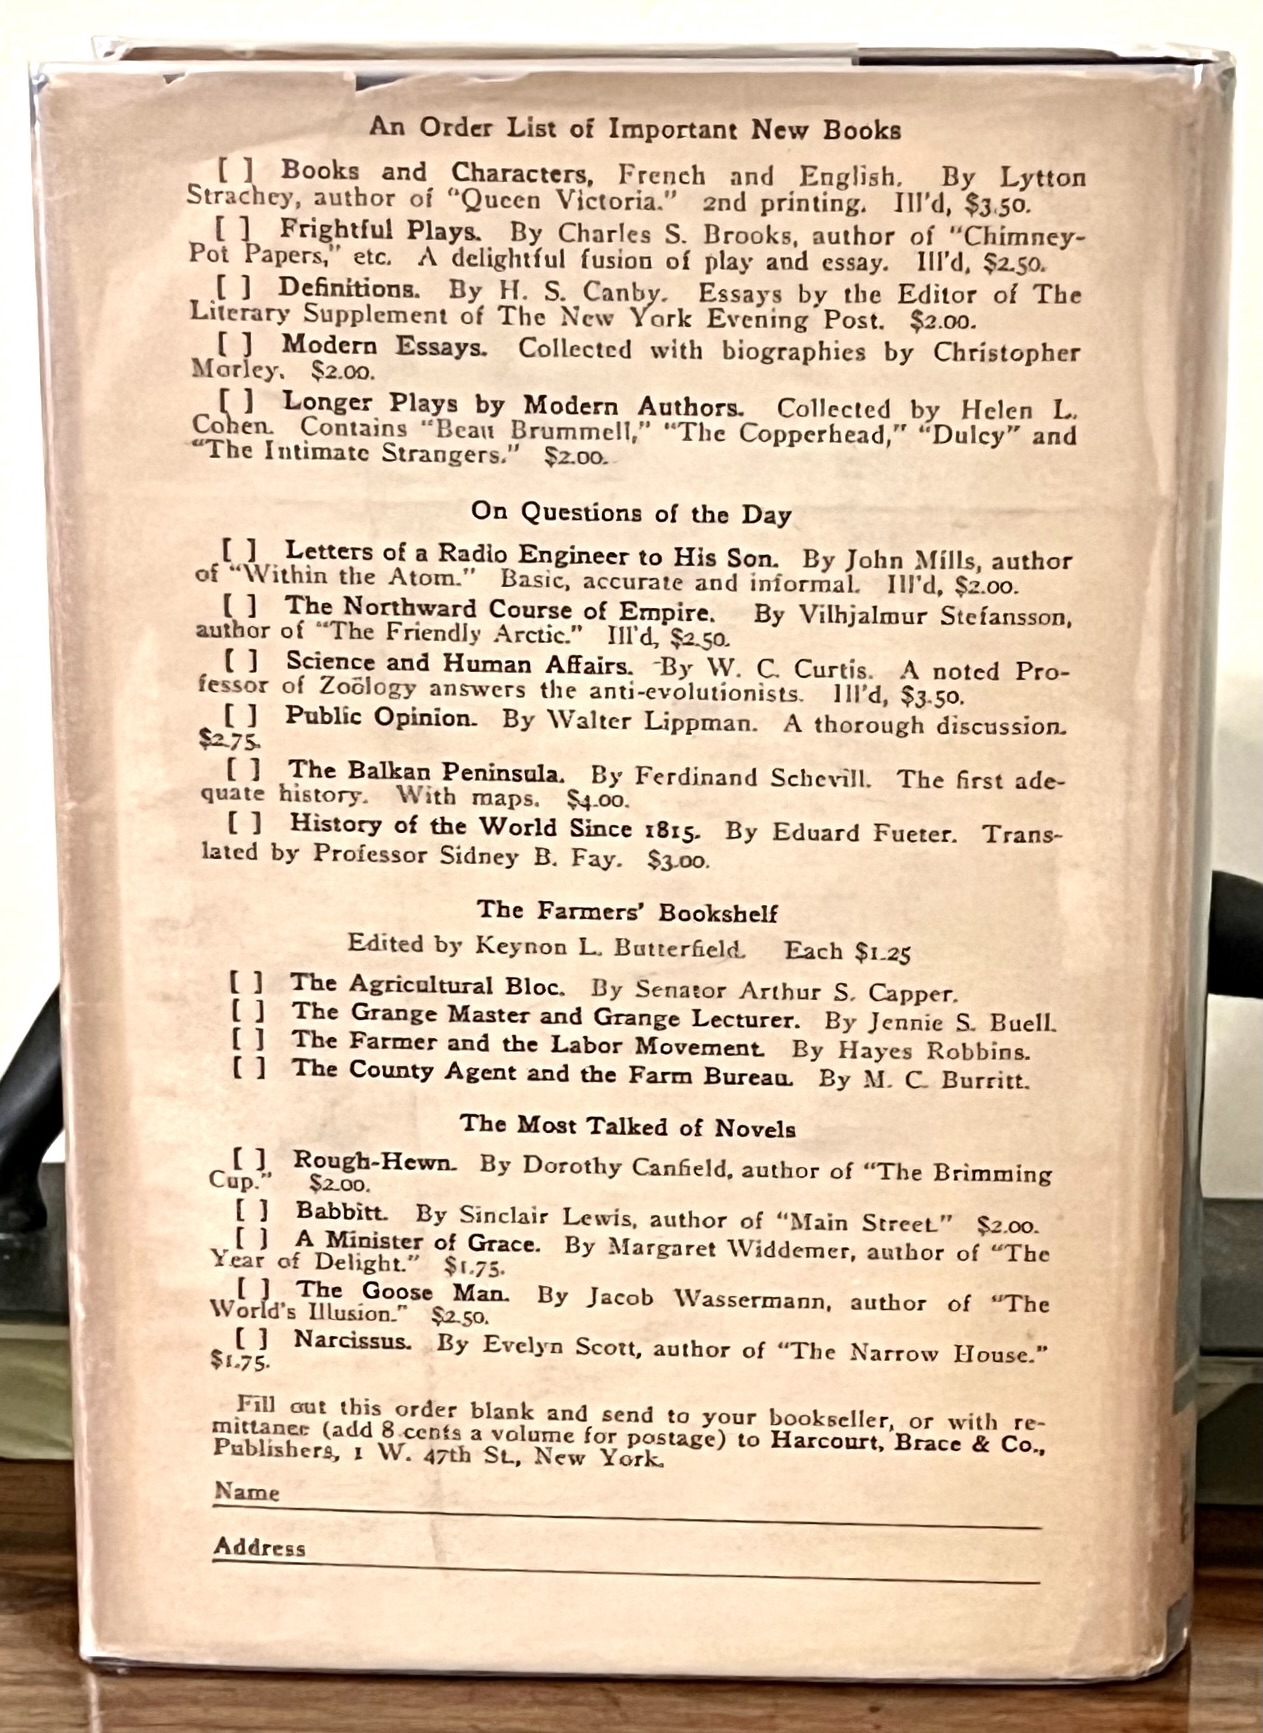 An Order List of Important New Books
[ ] Books and Characters, French and English. By Lytton
Strachey, author of "Queen Victoria." 2nd printing. Ill'd, $3.50.
[ ] Frightful Plays. By Charles S. Brooks, author of "Chimney-
Pot Papers," etc. A delightful fusion of play and essay. Ill'd, $2.50.
[ ] Definitions. By H. S. Canby. Essays by the Editor of The
Literary Supplement of The New York Evening Post. $2.00.
[ ] Modern Essays. Collected with biographies by Christopher
Morley. $2.00.
[ ] Longer Plays by Modern Authors. Collected by Helen L.
Cohen. Contains "Beau Brummell," "The Copperhead," "Dulcy" and
"The Intimate Strangers." $2.00.
On Questions of the Day
[ ] Letters of a Radio Engineer to His Son. By John Mills, author
of "Within the Atom." Basic, accurate and informal. Ill'd, $2.00.
[ ] The Northward Course of Empire. By Vilhjalmur Stefansson,
author of "The Friendly Arctic." Ill'd, $2.50.
[ ] Science and Human Affairs. By W. C. Curtis. A noted Pro-
fessor of Zoölogy answers the anti-evolutionists. Ill'd, $3.50.
[ ] Public Opinion. By Walter Lippman. A thorough discussion.
$2.75.
[ ] The Balkan Peninsula. By Ferdinand Schevill. The first ade-
quate history. With maps. $4.00.
[ ] History of the World Since 1815. By Eduard Fueter. Trans-
lated by Professor Sidney B. Fay. $3.00.
The Farmers' Bookshelf
Edited by Keynon L. Butterfield. Each $1.25
[ ] The Agricultural Bloc. By Senator Arthur S. Capper.
[ ] The Grange Master and Grange Lecturer. By Jennie S. Buell.
[ ] The Farmer and the Labor Movement. By Hayes Robbins.
[ ] The County Agent and the Farm Bureau. By M. C. Burritt.
The Most Talked of Novels
[ ] Rough-Hewn. By Dorothy Canfield, author of "The Brimming
Cup." $2.00.
[ ] Babbitt. By Sinclair Lewis, author of "Main Street." $2.00.
[ ] A Minister of Grace. By Margaret Widdemer, author of "The
Year of Delight." $1.75.
[ ] The Goose Man. By Jacob Wassermann, author of "The
World's Illusion." $2.50.
[ ] Narcissus. By Evelyn Scott, author of "The Narrow House."
$1.75.
Fill out this order blank and send to your bookseller, or with re-
mittance (add 8 cents a volume for postage) to Harcourt, Brace & Co.,
Publishers, 1 W. 47th St., New York.
Name
Address